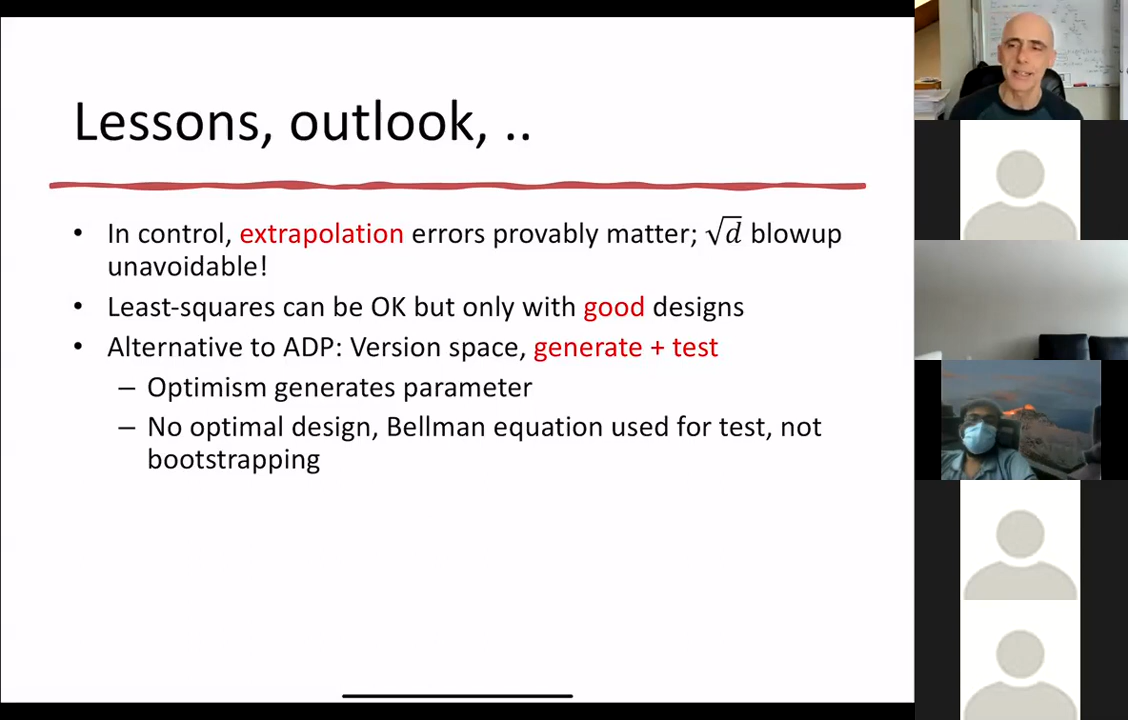 Lessons, outlook, ..
• In control, extrapolation errors provably matter; √d blowup
unavoidable!
• Least-squares can be OK but only with good designs
• Alternative to ADP: Version space, generate + test
– Optimism generates parameter
– No optimal design, Bellman equation used for test, not
bootstrapping